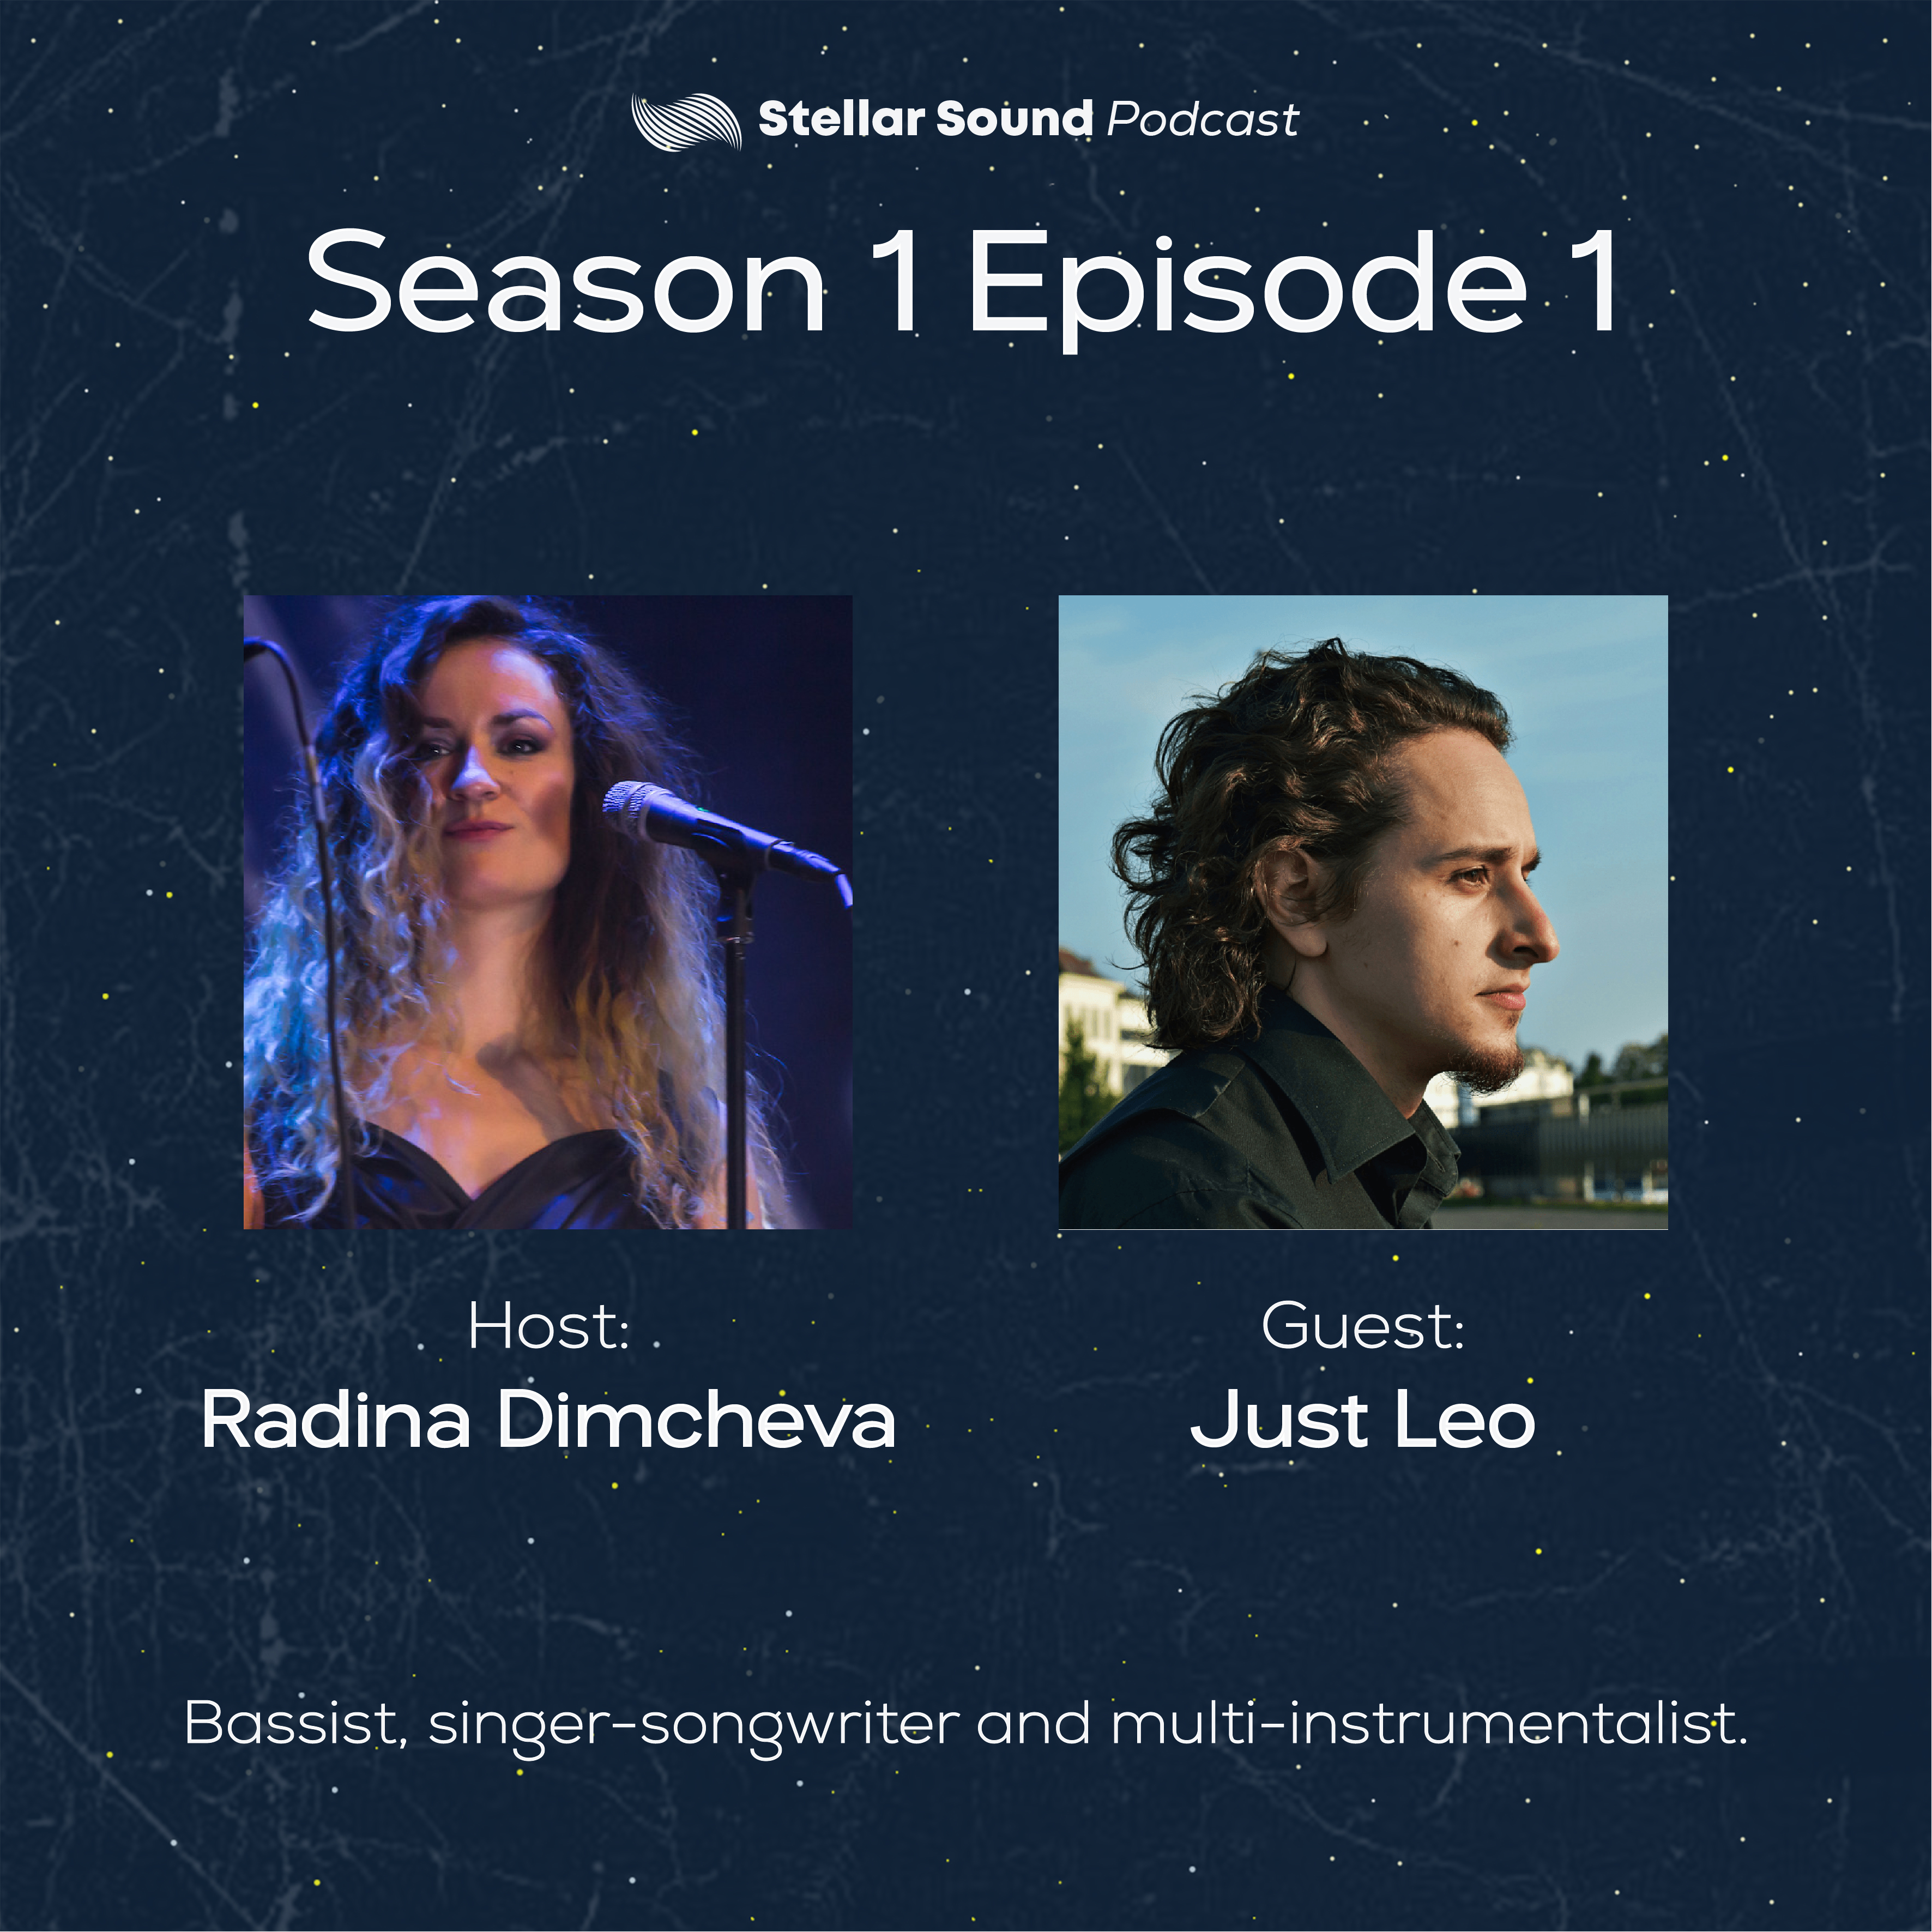 Stellar Sound Podcast
Season 1 Episode 1
Host:
Radina Dimcheva
Guest:
Just Leo
Bassist, singer-songwriter and multi-instrumentalist.